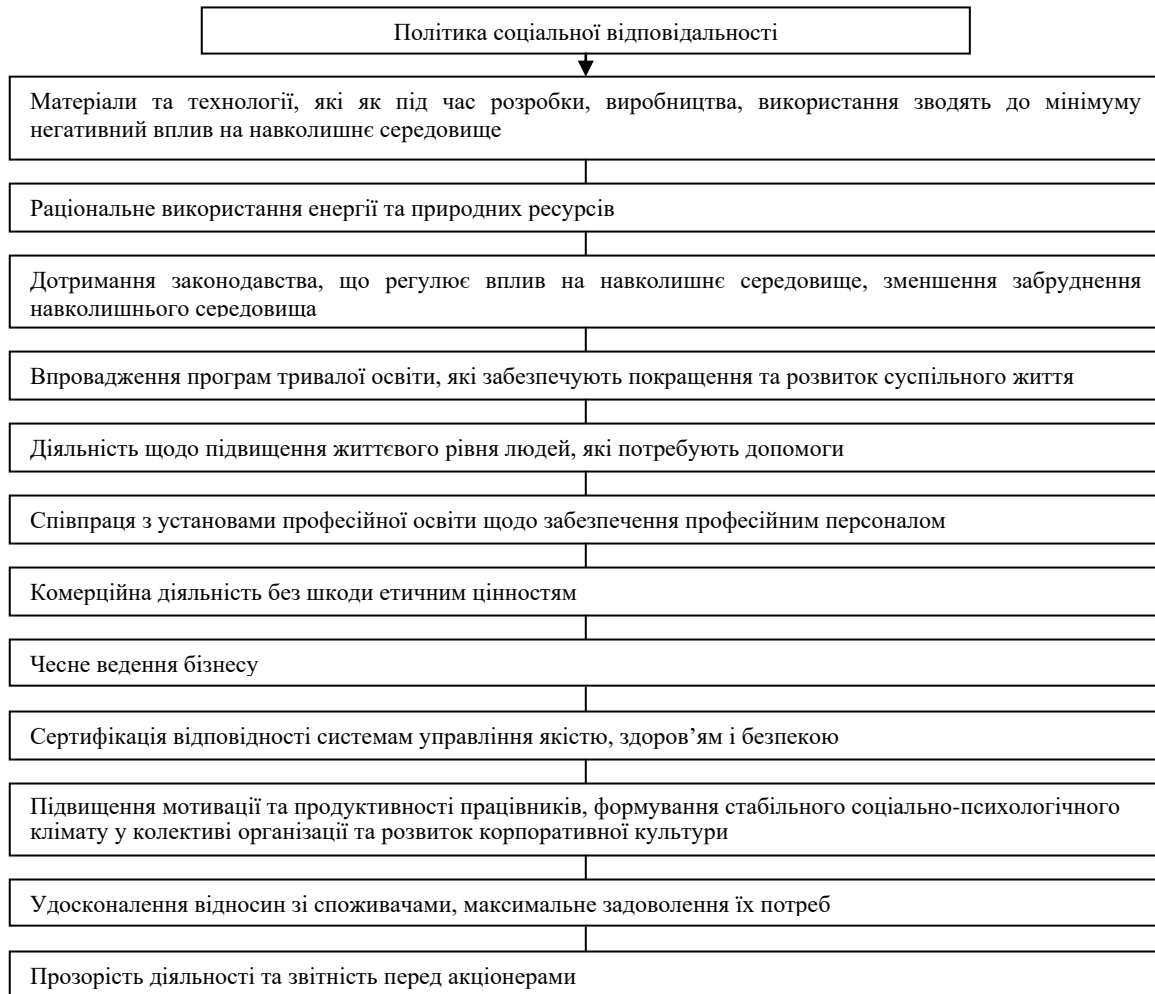 Політика соціальної відповідальності
Матеріали та технології, які як під час розробки, виробництва, використання зводять до мінімуму
негативний вплив на навколишнє середовище
Раціональне використання енергії та природних ресурсів
Дотримання законодавства, що регулює вплив на навколишнє середовище, зменшення забруднення
навколишнього середовища
Впровадження програм тривалої освіти, які забезпечують покращення та розвиток суспільного життя
Діяльність щодо підвищення життєвого рівня людей, які потребують допомоги
Співпраця з установами професійної освіти щодо забезпечення професійним персоналом
Комерційна діяльність без шкоди етичним цінностям
Чесне ведення бізнесу
Сертифікація відповідності системам управління якістю, здоров’ям і безпекою
Підвищення мотивації та продуктивності працівників, формування стабільного соціально-психологічного
клімату у колективі організації та розвиток корпоративної культури
Удосконалення відносин зі споживачами, максимальне задоволення їх потреб
Прозорість діяльності та звітність перед акціонерами